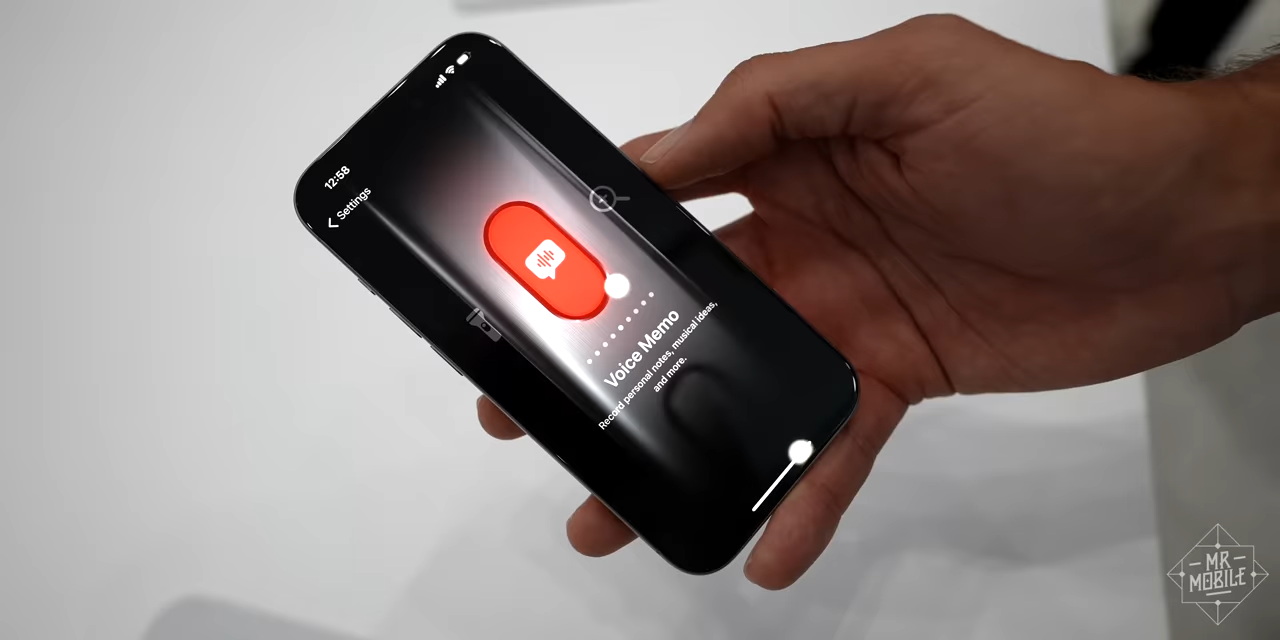 12:58
Settings
Voice Memo
Record personal notes, musical ideas,
and more.
MR
MOBILE